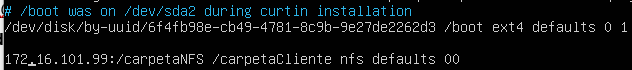 # /boot was on /dev/sda2 during curtin installation
/dev/disk/by-uuid/6f4fb98e-cb49-4781-8c9b-9e27de2262d3 /boot ext4 defaults 0 1
172.16.101.99:/carpetaNFS /carpetaCliente nfs defaults 00